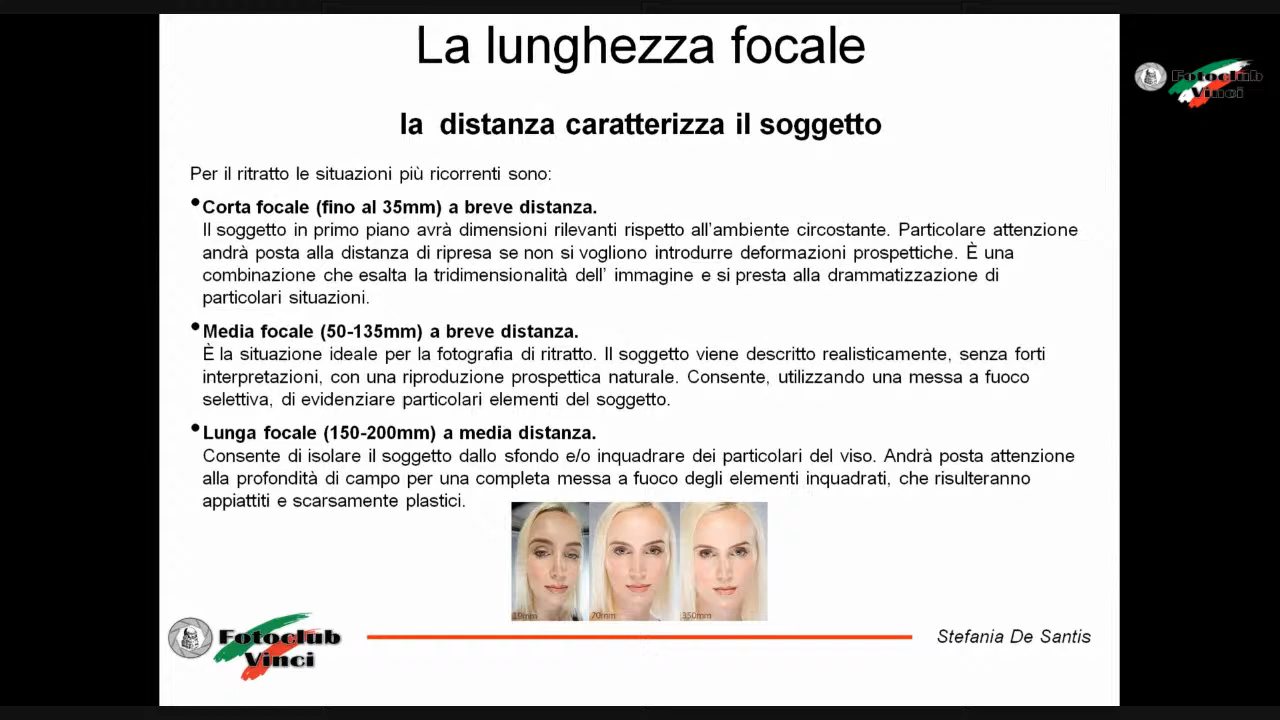 La lunghezza focale
Fotoclub
Vinci
la distanza caratterizza il soggetto
Per il ritratto le situazioni più ricorrenti sono:
•Corta focale (fino al 35mm) a breve distanza.
Il soggetto in primo piano avrà dimensioni rilevanti rispetto all’ambiente circostante. Particolare attenzione
andrà posta alla distanza di ripresa se non si vogliono introdurre deformazioni prospettiche. È una
combinazione che esalta la tridimensionalità dell’ immagine e si presta alla drammatizzazione di
particolari situazioni.
•Media focale (50-135mm) a breve distanza.
È la situazione ideale per la fotografia di ritratto. Il soggetto viene descritto realisticamente, senza forti
interpretazioni, con una riproduzione prospettica naturale. Consente, utilizzando una messa a fuoco
selettiva, di evidenziare particolari elementi del soggetto.
•Lunga focale (150-200mm) a media distanza.
Consente di isolare il soggetto dallo sfondo e/o inquadrare dei particolari del viso. Andrà posta attenzione
alla profondità di campo per una completa messa a fuoco degli elementi inquadrati, che risulteranno
appiattiti e scarsamente plastici.
19mm 70mm 350mm
Fotoclub
Vinci
Stefania De Santis